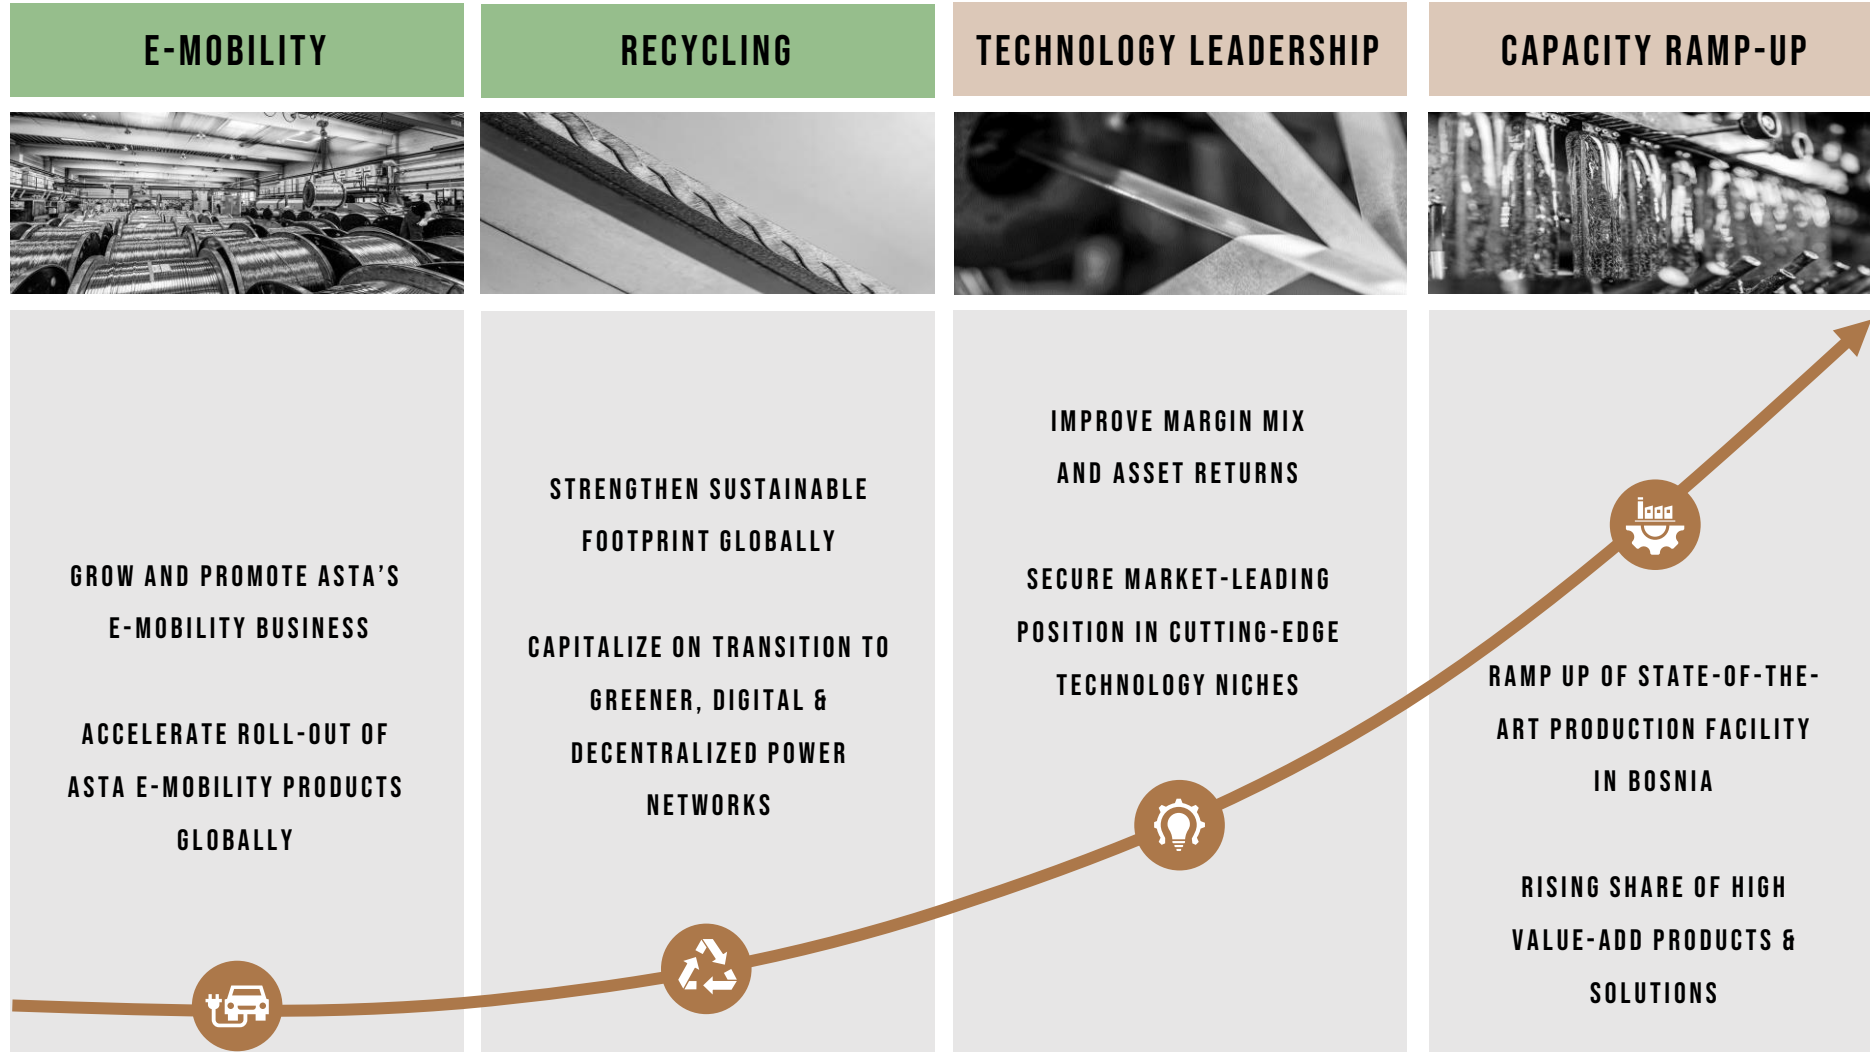 E-MOBILITY
RECYCLING
TECHNOLOGY LEADERSHIP
CAPACITY RAMP-UP
GROW AND PROMOTE ASTA'S
E-MOBILITY BUSINESS
ACCELERATE ROLL-OUT OF
ASTA E-MOBILITY PRODUCTS
GLOBALLY
STRENGTHEN SUSTAINABLE
FOOTPRINT GLOBALLY
CAPITALIZE ON TRANSITION TO
GREENER, DIGITAL &
DECENTRALIZED POWER
NETWORKS
IMPROVE MARGIN MIX
AND ASSET RETURNS
SECURE MARKET-LEADING
POSITION IN CUTTING-EDGE
TECHNOLOGY NICHES
RAMP UP OF STATE-OF-THE-
ART PRODUCTION FACILITY
IN BOSNIA
RISING SHARE OF HIGH
VALUE-ADD PRODUCTS &
SOLUTIONS